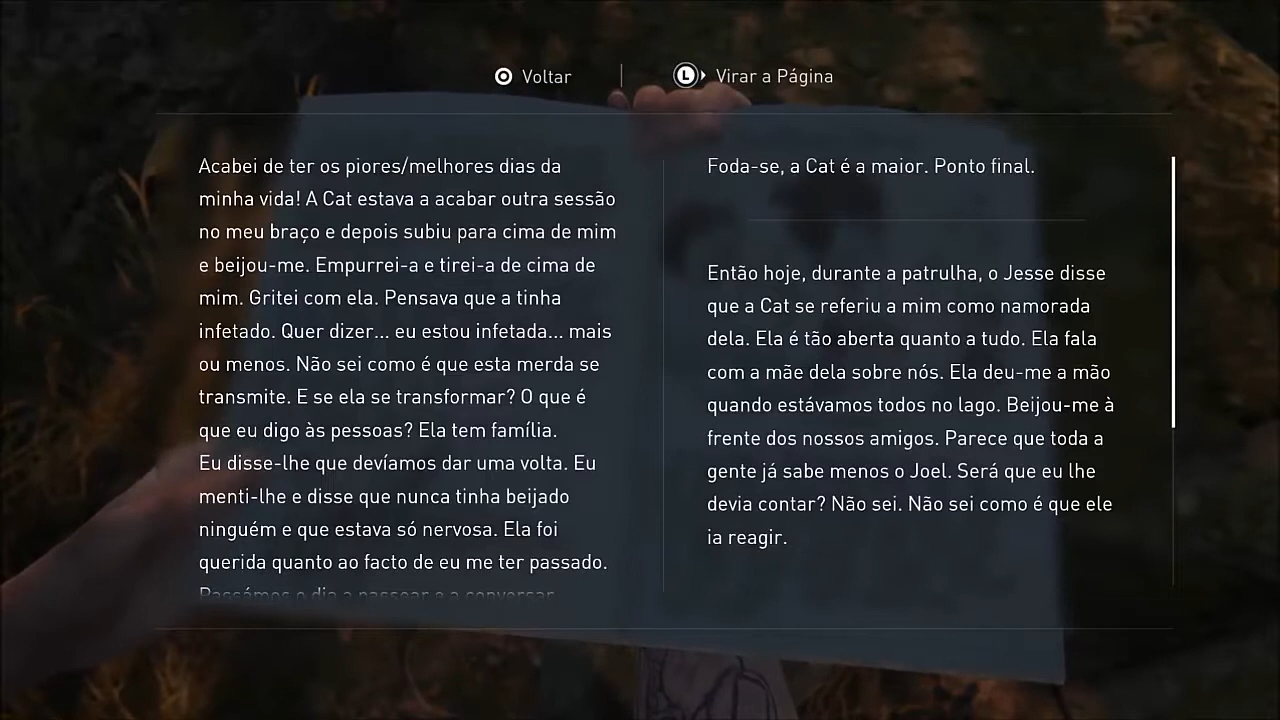 Voltar
L
Virar a Página
Acabei de ter os piores/melhores dias da
minha vida! A Cat estava a acabar outra sessão
no meu braço e depois subiu para cima de mim
e beijou-me. Empurrei-a e tirei-a de cima de
mim. Gritei com ela. Pensava que a tinha
infetado. Quer dizer... eu estou infetada... mais
ou menos. Não sei como é que esta merda se
transmite. E se ela se transformar? O que é
que eu digo às pessoas? Ela tem família.
Eu disse-lhe que devíamos dar uma volta. Eu
menti-lhe e disse que nunca tinha beijado
ninguém e que estava só nervosa. Ela foi
querida quanto ao facto de eu me ter passado.
Passámos o dia a passear e a conversar
Foda-se, a Cat é a maior. Ponto final.
Então hoje, durante a patrulha, o Jesse disse
que a Cat se referiu a mim como namorada
dela. Ela é tão aberta quanto a tudo. Ela fala
com a mãe dela sobre nós. Ela deu-me a mão
quando estávamos todos no lago. Beijou-me à
frente dos nossos amigos. Parece que toda a
gente já sabe menos o Joel. Será que eu lhe
devia contar? Não sei. Não sei como é que ele
ia reagir.